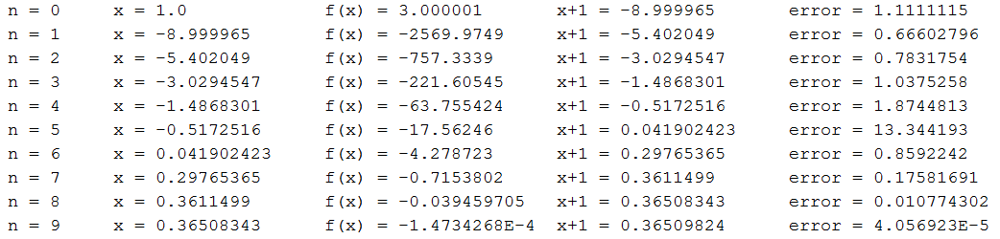 n = 0 x = 1.0 f(x) = 3.000001 x+1 = -8.999965 error = 1.1111115
n = 1 x = -8.999965 f(x) = -2569.9749 x+1 = -5.402049 error = 0.66602796
n = 2 x = -5.402049 f(x) = -757.3339 x+1 = -3.0294547 error = 0.7831754
n = 3 x = -3.0294547 f(x) = -221.60545 x+1 = -1.4868301 error = 1.0375258
n = 4 x = -1.4868301 f(x) = -63.755424 x+1 = -0.5172516 error = 1.8744813
n = 5 x = -0.5172516 f(x) = -17.56246 x+1 = 0.041902423 error = 13.344193
n = 6 x = 0.041902423 f(x) = -4.278723 x+1 = 0.29765365 error = 0.8592242
n = 7 x = 0.29765365 f(x) = -0.7153802 x+1 = 0.3611499 error = 0.17581691
n = 8 x = 0.3611499 f(x) = -0.039459705 x+1 = 0.36508343 error = 0.010774302
n = 9 x = 0.36508343 f(x) = -1.4734268E-4 x+1 = 0.36509824 error = 4.056923E-5